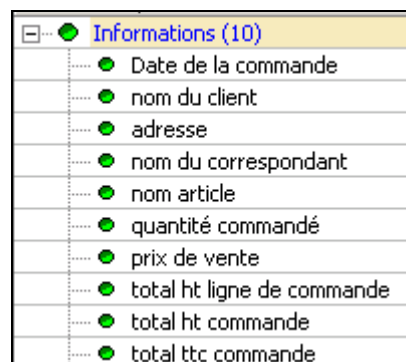 Informations (10)
Date de la commande
nom du client
adresse
nom du correspondant
nom article
quantité commandé
prix de vente
total ht ligne de commande
total ht commande
total ttc commande